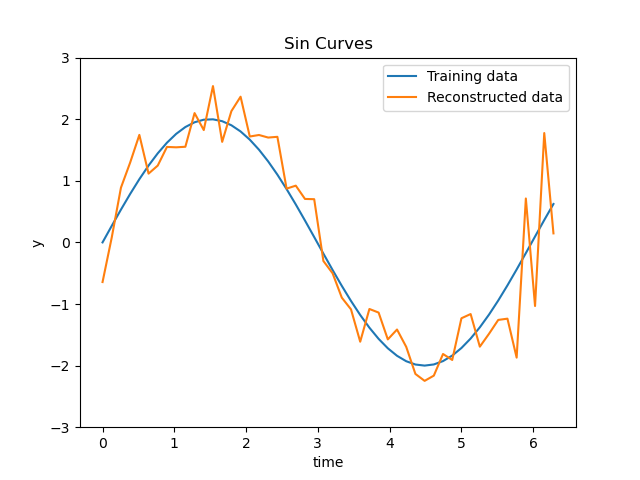 Sin Curves
Training data
Reconstructed data
3
2
1
0
−1
−2
−3
y
0 1 2 3 4 5 6
time